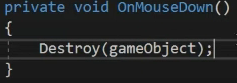 private void OnMouseDown()
{
    Destroy(gameObject);
}